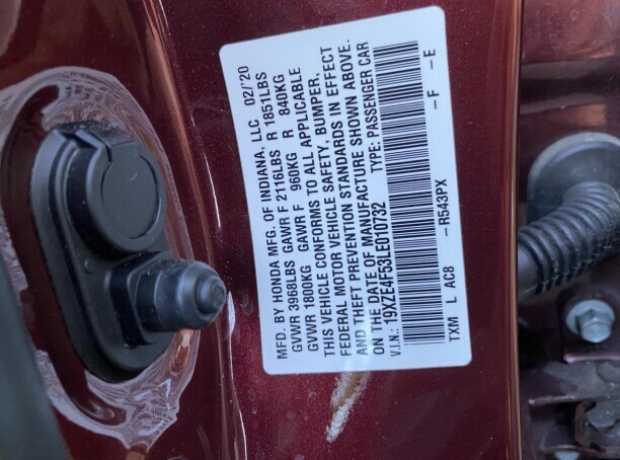 MFD. BY HONDA MFG. OF INDIANA, LLC 02/'20
GVWR 3968LBS GAWR F 2116LBS R 1851LBS
GVWR 1800KG GAWR F 960KG R 840KG
THIS VEHICLE CONFORMS TO ALL APPLICABLE
FEDERAL MOTOR VEHICLE SAFETY, BUMPER,
AND THEFT PREVENTION STANDARDS IN EFFECT
ON THE DATE OF MANUFACTURE SHOWN ABOVE.
V.I.N.: 19XZE4F53LE010732 TYPE: PASSENGER CAR
TXM L AC8 -R543PX -F -E